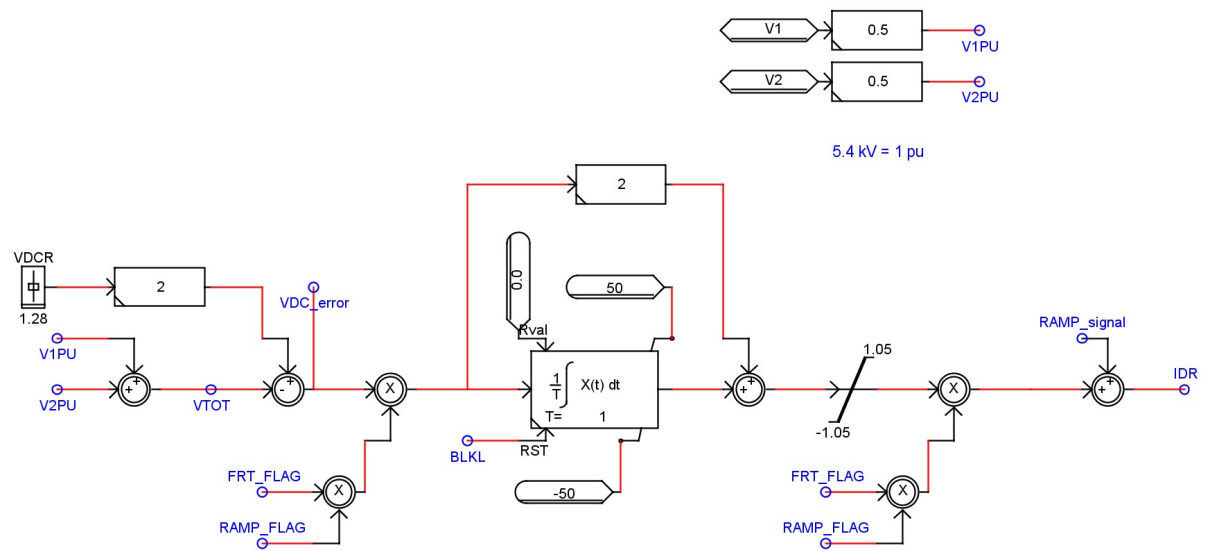 V1
0.5
V1PU
V2
0.5
V2PU
5.4 kV = 1 pu
2
VDCR
1.28
2
VDC_error
0.0
Rval
50
RAMP_signal
V1PU
+
+
-
+
V2PU
VTOT
X
1
T
X(t) dt
T=
1
+
+
1.05
-1.05
X
+
+
IDR
BLKL
RST
-50
FRT_FLAG
X
RAMP_FLAG
FRT_FLAG
X
RAMP_FLAG